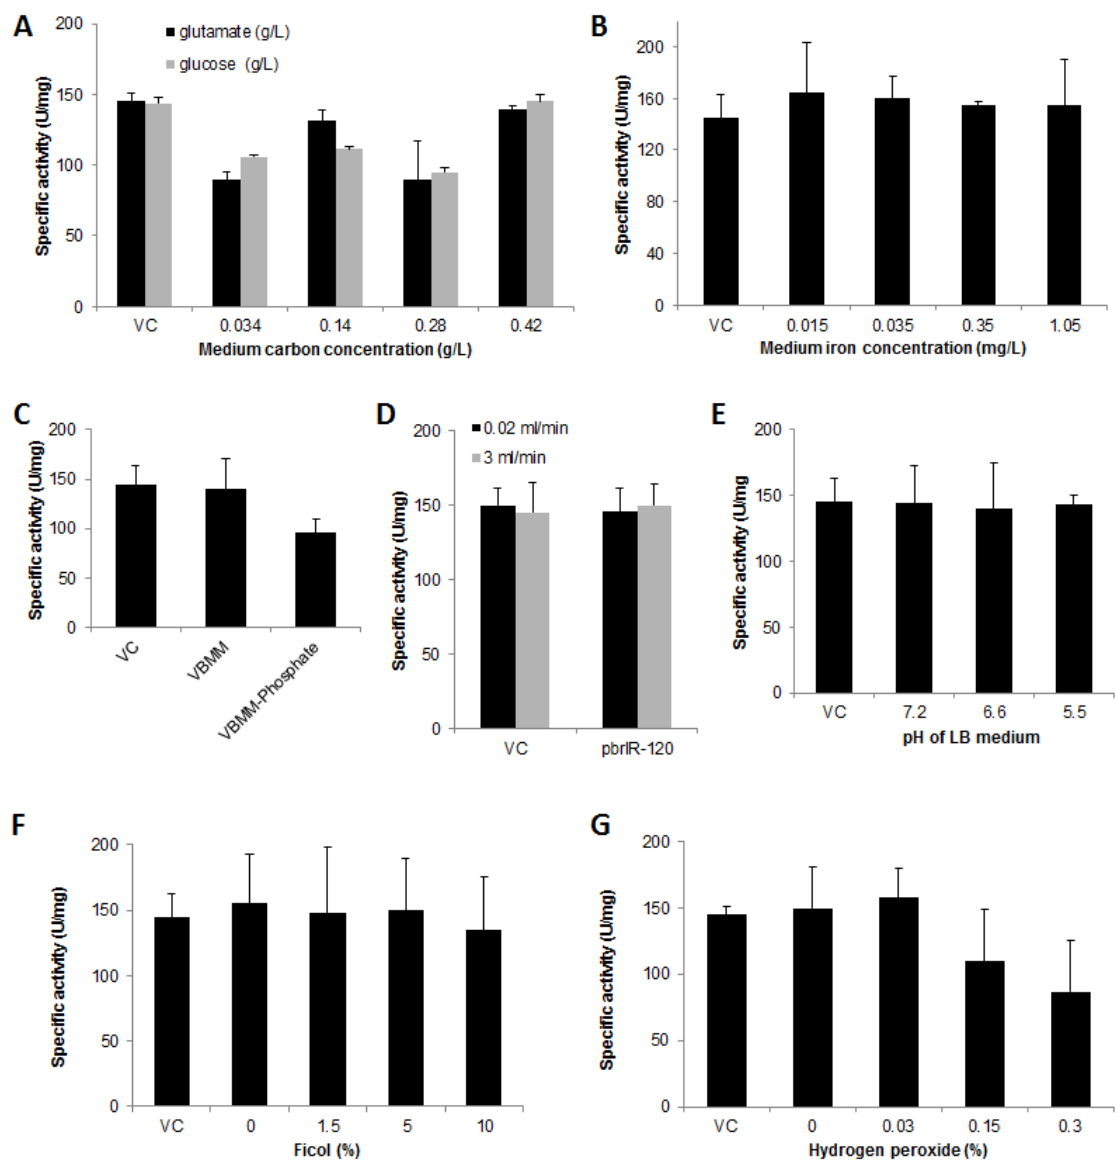 A
glutamate (g/L)
glucose (g/L)
Specific activity (U/mg)
200
150
100
50
0
VC 0.034 0.14 0.28 0.42
Medium carbon concentration (g/L)
B
Specific activity (U/mg)
200
160
120
80
40
0
VC 0.015 0.035 0.35 1.05
Medium iron concentration (mg/L)
C
Specific activity (U/mg)
200
150
100
50
0
VC VBMM VBMM-Phosphate
D
0.02 ml/min
3 ml/min
Specific activity (U/mg)
200
150
100
50
0
VC pbrIR-120
E
Specific activity (U/mg
200
150
100
50
0
VC 7.2 6.6 5.5
pH of LB medium
F
Specific activity (U/mg)
200
150
100
50
0
VC 0 1.5 5 10
Ficol (%)
G
Specific activity (U/mg)
200
150
100
50
0
VC 0 0.03 0.15 0.3
Hydrogen peroxide (%)